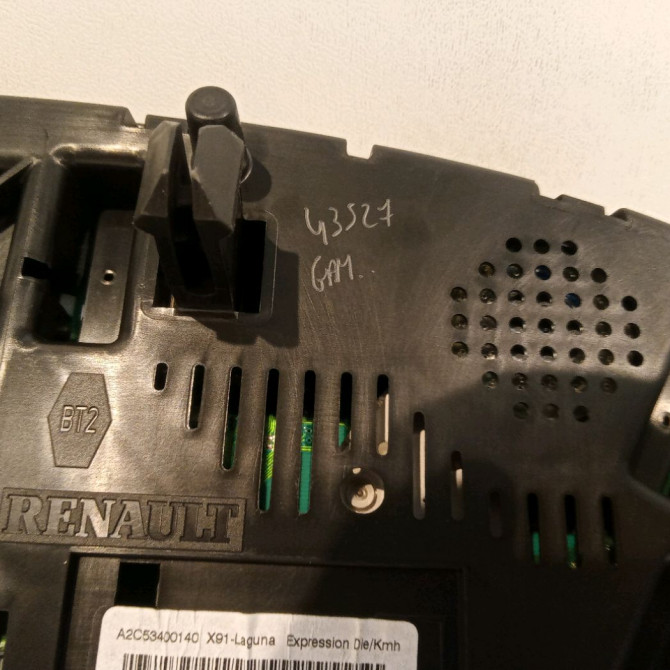 43527
GAM..
BT2
RENAULT
A2C53400140 X91-Laguna Expression Die/Kmh